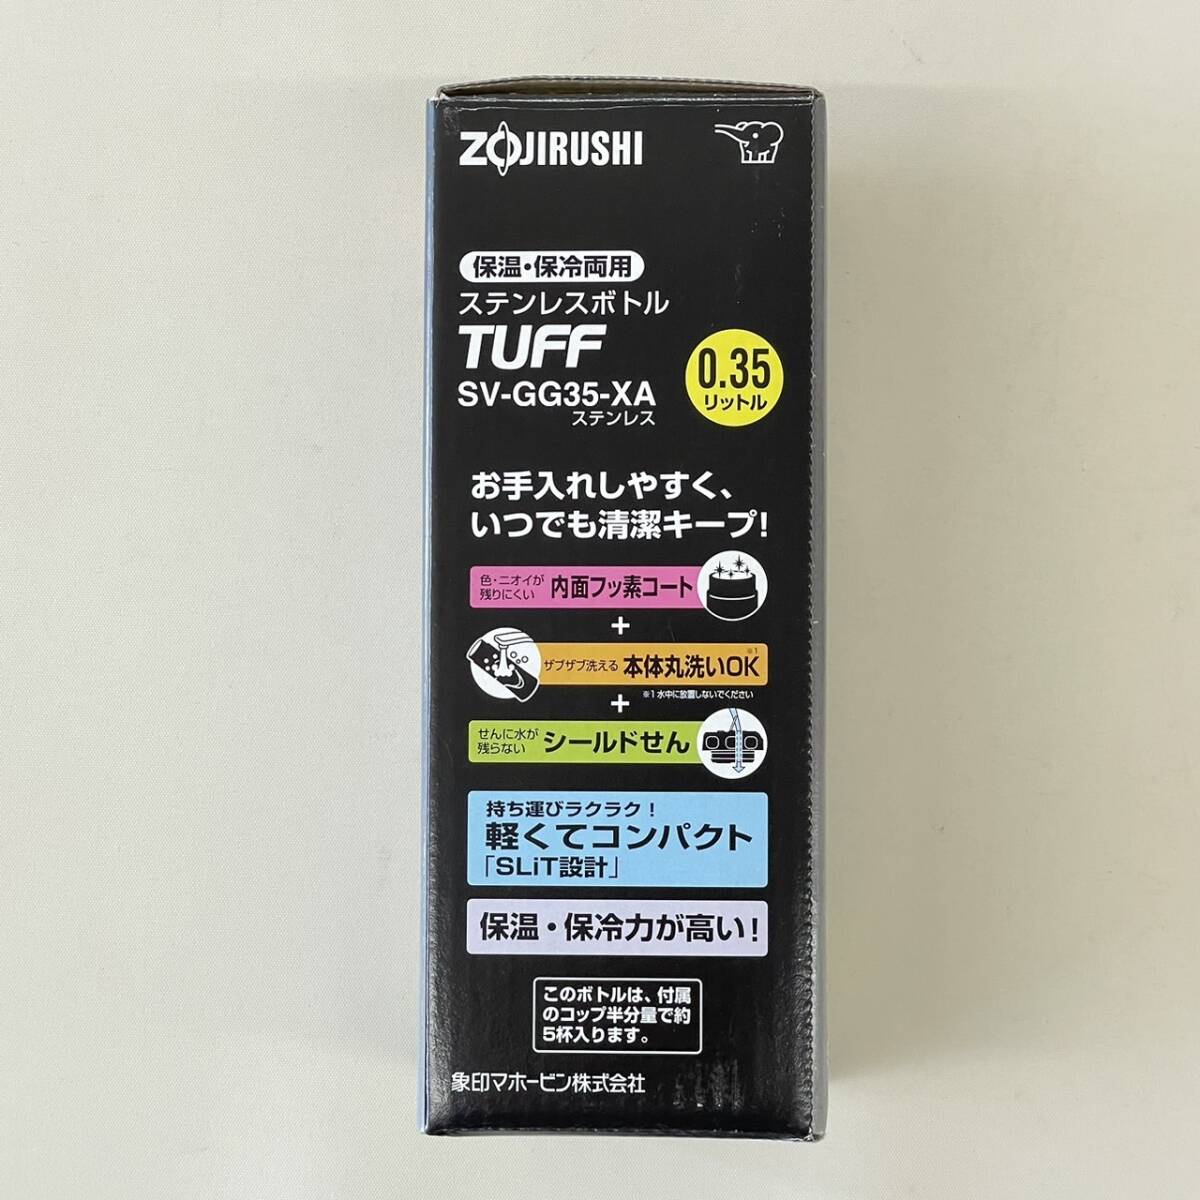 ZOJIRUSHI
保温・保冷両用
ステンレスボトル
TUFF
SV-GG35-XA
ステンレス
0.35
リットル
お手入れしやすく、
いつでも清潔キープ!
色・ニオイが
残りにくい
内面フッ素コート
+
ザブザブ洗える 本体丸洗いOK※1
※1 水中に放置しないでください
+
せんに水が
残らない
シールドせん
持ち運びラクラク!
軽くてコンパクト
「SLiT設計」
保温・保冷力が高い!
このボトルは、付属
のコップ半分量で約
5杯入ります。
象印マホービン株式会社